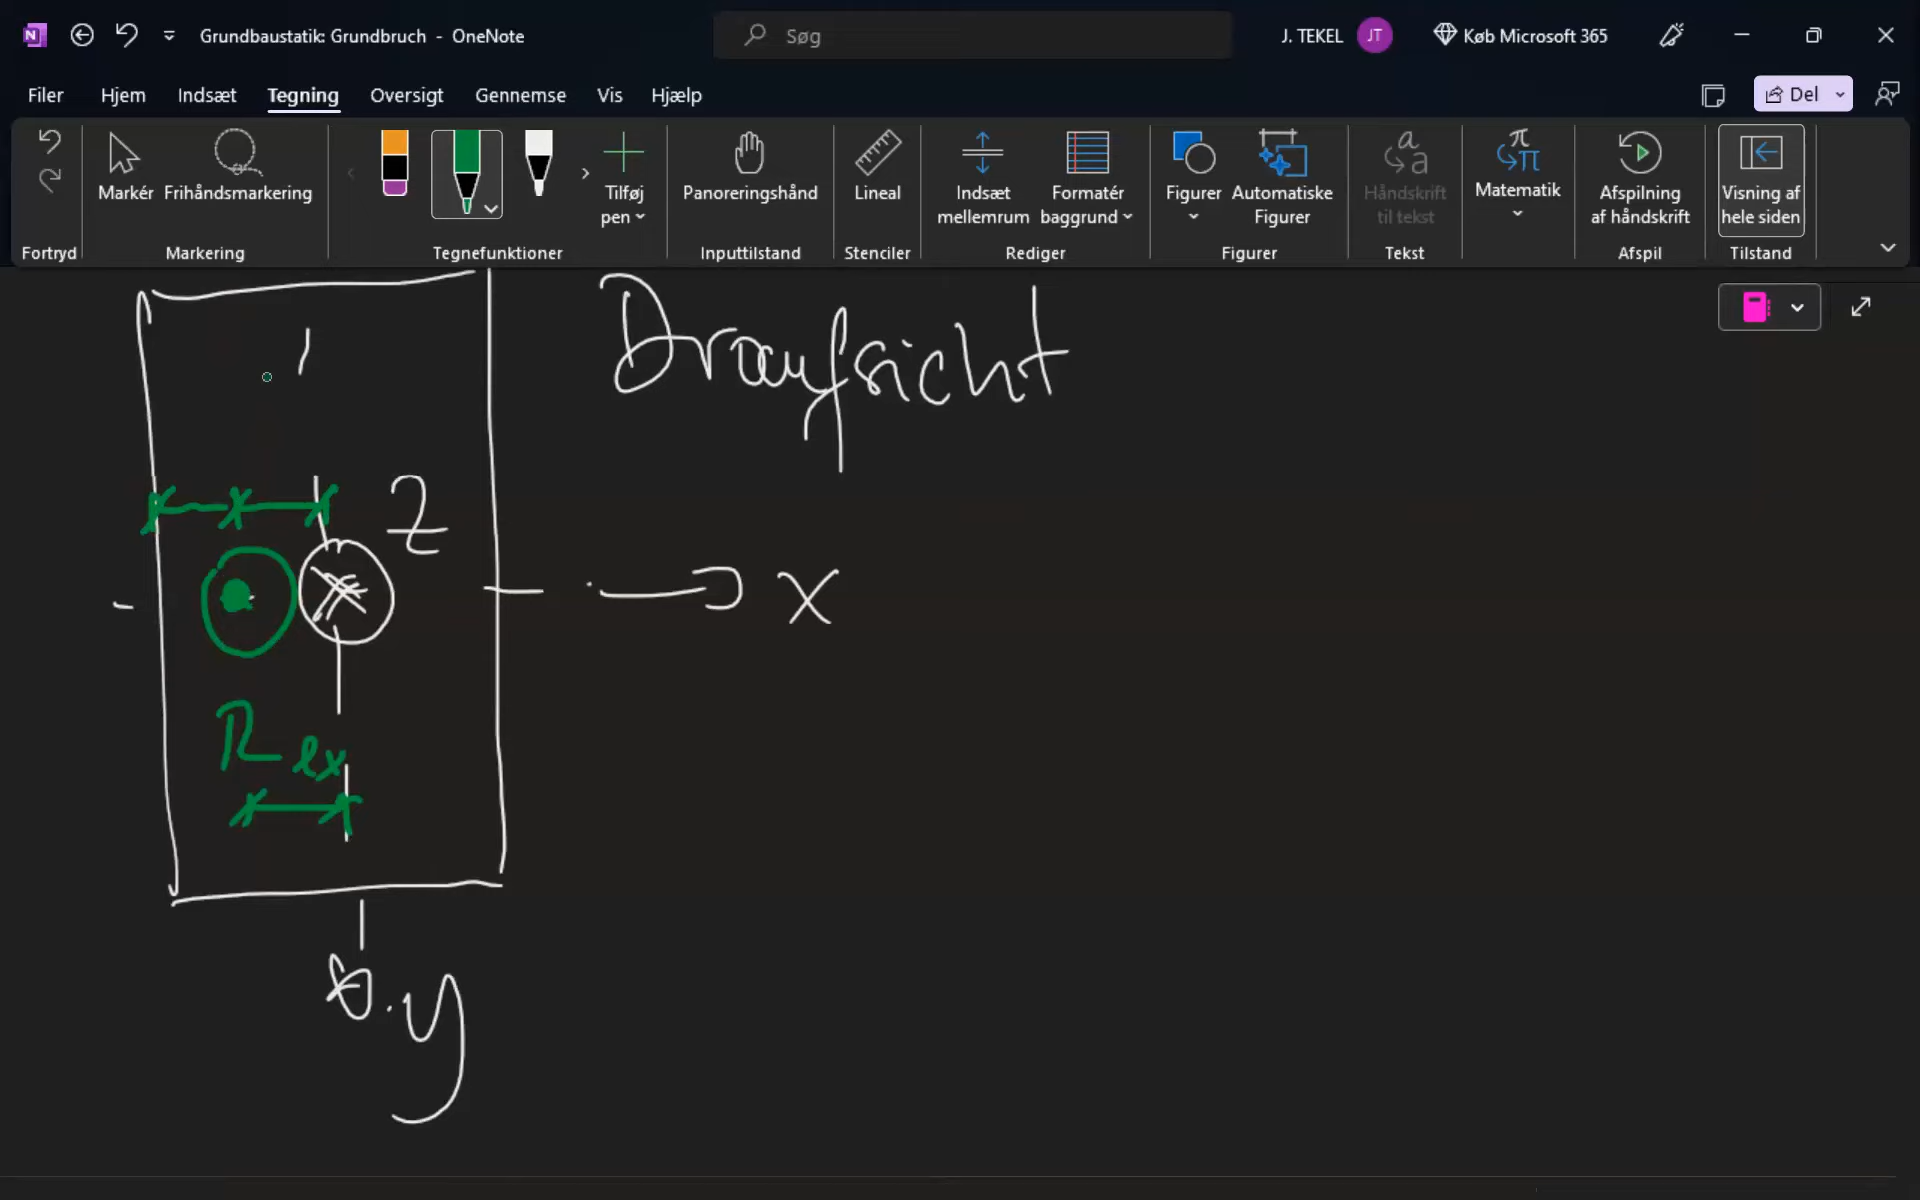 Grundbaustatik: Grundbruch - OneNote
Søg
J. TEKEL
JT
Køb Microsoft 365
Filer
Hjem
Indsæt
Tegning
Oversigt
Gennemse
Vis
Hjælp
Del
Fortryd
Markér
Frihåndsmarkering
Markering
Tilføj pen
Tegnefunktioner
Panoreringshånd
Inputtilstand
Lineal
Stenciler
Indsæt mellemrum
Formatér baggrund
Rediger
Figurer
Automatiske Figurer
Figurer
Håndskrift til tekst
Tekst
Matematik
Afspilning af håndskrift
Afspil
Visning af hele siden
Tilstand
Draufsicht
z
x
R ex
y